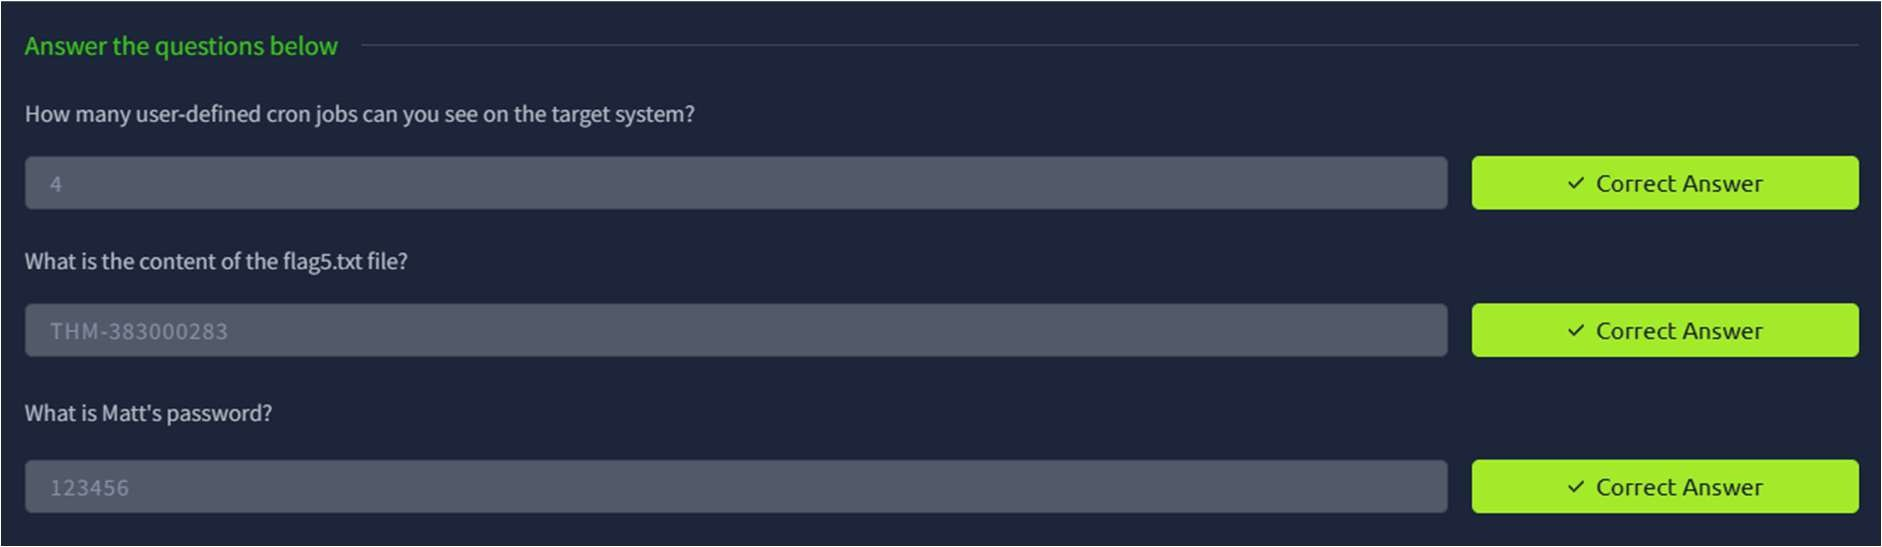 Answer the questions below
How many user-defined cron jobs can you see on the target system?
4
✓ Correct Answer
What is the content of the flag5.txt file?
THM-383000283
✓ Correct Answer
What is Matt's password?
123456
✓ Correct Answer